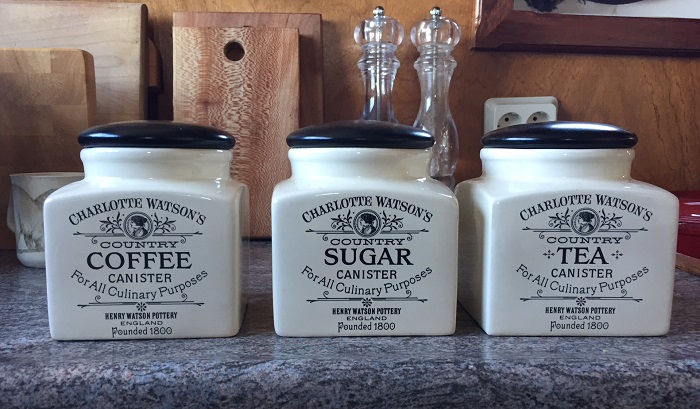 CHARLOTTE WATSON'S
COUNTRY
COFFEE
CANISTER
For All Culinary Purposes
HENRY WATSON POTTERY
ENGLAND
Founded 1800
CHARLOTTE WATSON'S
COUNTRY
SUGAR
CANISTER
For All Culinary Purposes
HENRY WATSON POTTERY
ENGLAND
Founded 1800
CHARLOTTE WATSON'S
COUNTRY
TEA
CANISTER
For All Culinary Purposes
HENRY WATSON POTTERY
ENGLAND
Founded 1800